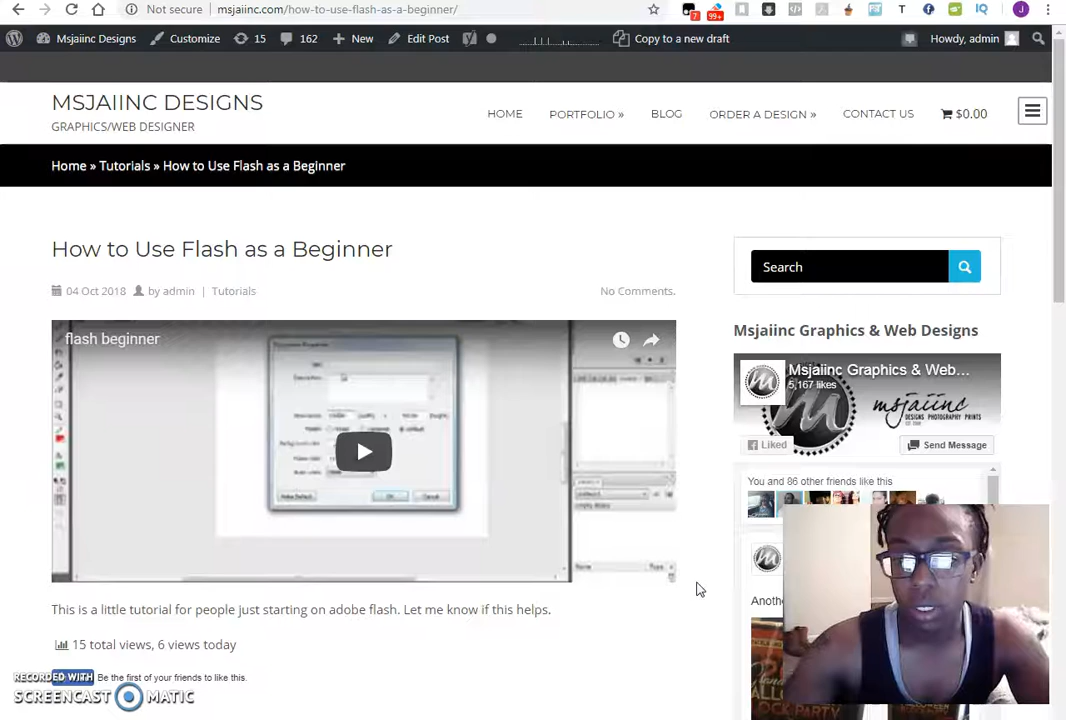 Not secure | msjaiinc.com/how-to-use-flash-as-a-beginner/
7 99+
Msjaiinc Designs Customize 15 162 New Edit Post Copy to a new draft Howdy, admin
MSJAIINC DESIGNS
GRAPHICS/WEB DESIGNER
HOME PORTFOLIO » BLOG ORDER A DESIGN » CONTACT US $0.00
Home » Tutorials » How to Use Flash as a Beginner
How to Use Flash as a Beginner
04 Oct 2018 by admin | Tutorials No Comments.
flash beginner
This is a little tutorial for people just starting on adobe flash. Let me know if this helps.
15 total views, 6 views today
Be the first of your friends to like this.
RECORDED WITH
SCREENCAST MATIC
Search
Msjaiinc Graphics & Web Designs
Msjaiinc Graphics & Web...
5,167 likes
msjaiinc
DESIGNS PHOTOGRAPHY PRINTS
Liked Send Message
You and 86 other friends like this